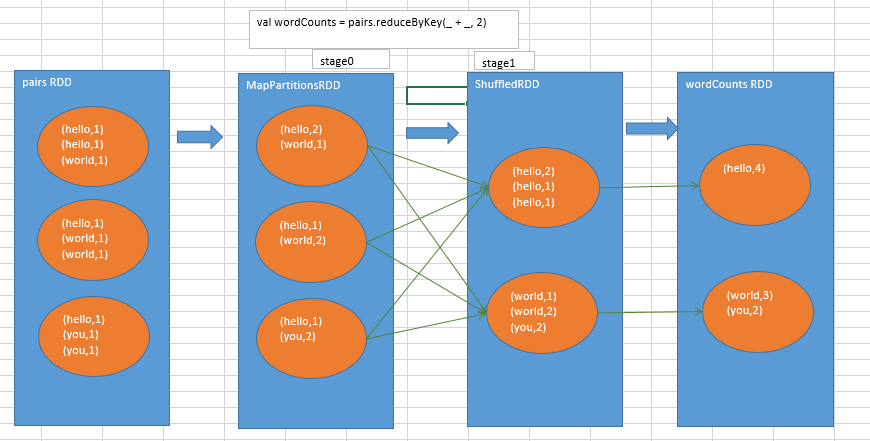 val wordCounts = pairs.reduceByKey(_ + _, 2)
stage0
stage1
pairs RDD
(hello,1)
(hello,1)
(world,1)
(hello,1)
(world,1)
(world,1)
(hello,1)
(you,1)
(you,1)
MapPartitionsRDD
(hello,2)
(world,1)
(hello,1)
(world,2)
(hello,1)
(you,2)
ShuffledRDD
(hello,2)
(hello,1)
(hello,1)
(world,1)
(world,2)
(you,2)
wordCounts RDD
(hello,4)
(world,3)
(you,2)